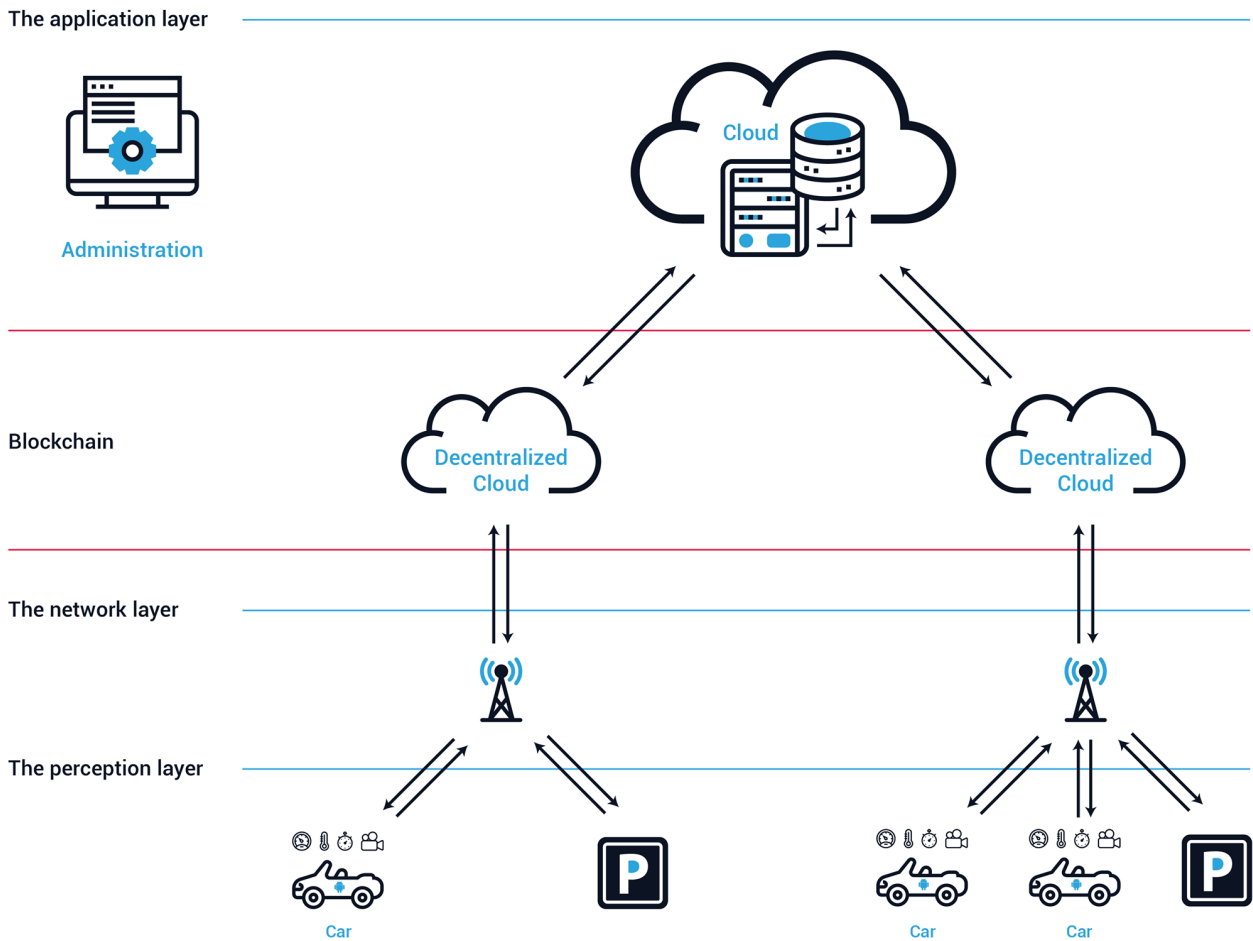 The application layer
Cloud
Administration
Blockchain
Decentralized
Cloud
Decentralized
Cloud
The network layer
The perception layer
P
P
Car
Car
Car